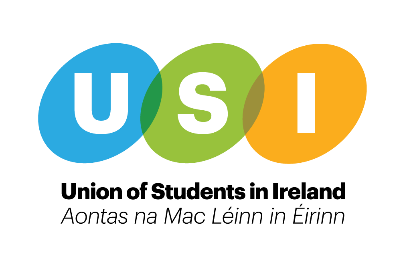 USI
Union of Students in Ireland
Aontas na Mac Léinn in Éirinn